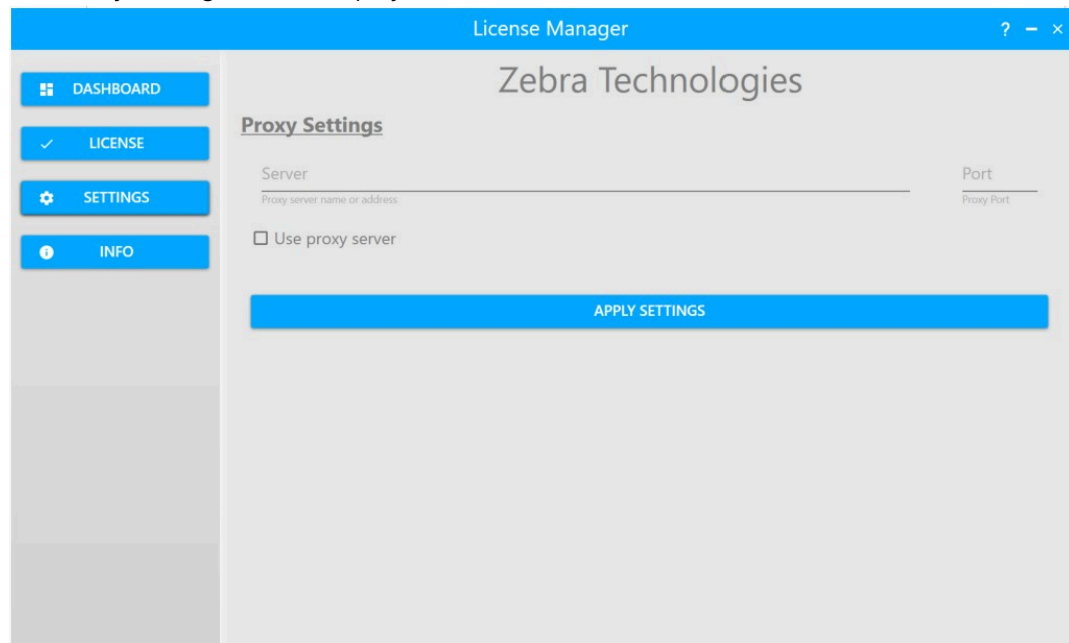 License Manager ? − ×
Zebra Technologies
DASHBOARD
LICENSE
SETTINGS
INFO
Proxy Settings
Server Port
Proxy server name or address Proxy Port
Use proxy server
APPLY SETTINGS